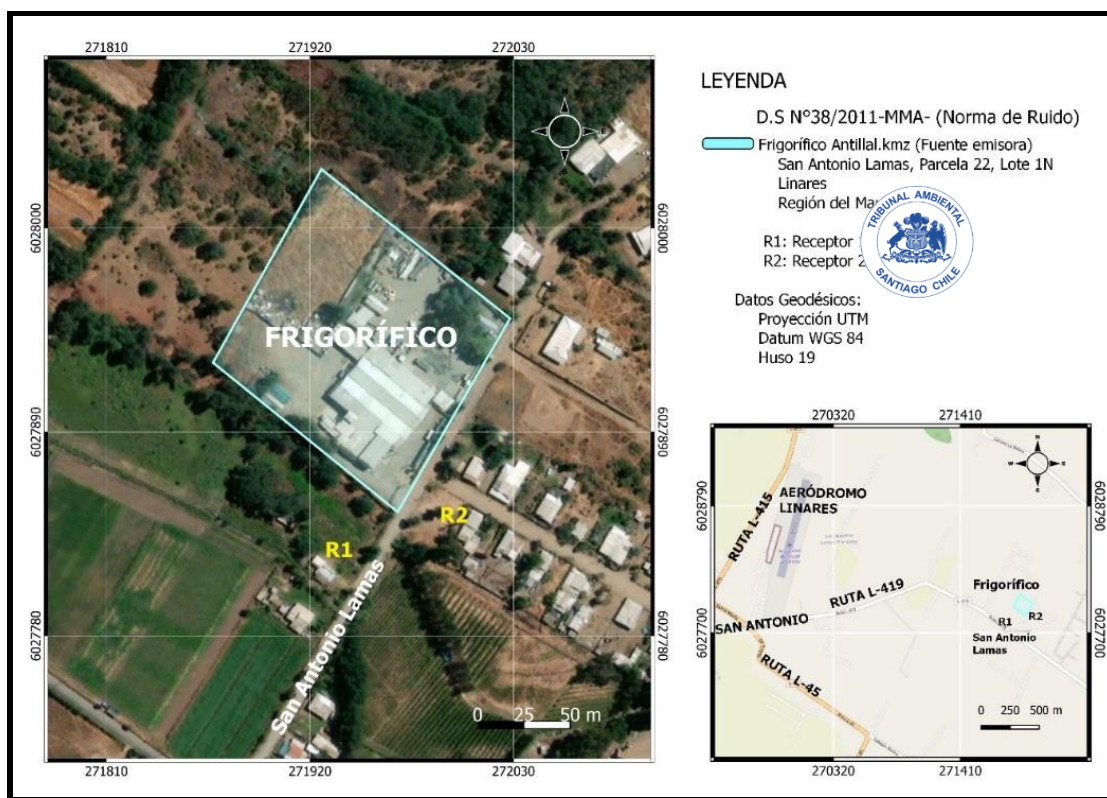 271810 271920 272030
6028000 6028000
FRIGORÍFICO
6027890 6027890
R2
R1
San Antonio Lamas
6027780 6027780
0 25 50 m
271810 271920 272030
LEYENDA
D.S N°38/2011-MMA- (Norma de Ruido)
Frigorífico Antillal.kmz (Fuente emisora)
San Antonio Lamas, Parcela 22, Lote 1N
Linares
Región del
R1: Receptor
R2: Receptor 2
TRIBUNAL AMBIENTAL
SANTIAGO CHILE
Datos Geodésicos:
Proyección UTM
Datum WGS 84
Huso 19
270320 271410
6028790 6028790
AERÓDROMO
LINARES
RUTA L-415
RUTA L-419
Frigorífico
R1 R2
SAN ANTONIO
San Antonio
Lamas
6027700 6027700
RUTA L-45
0 250 500 m
270320 271410